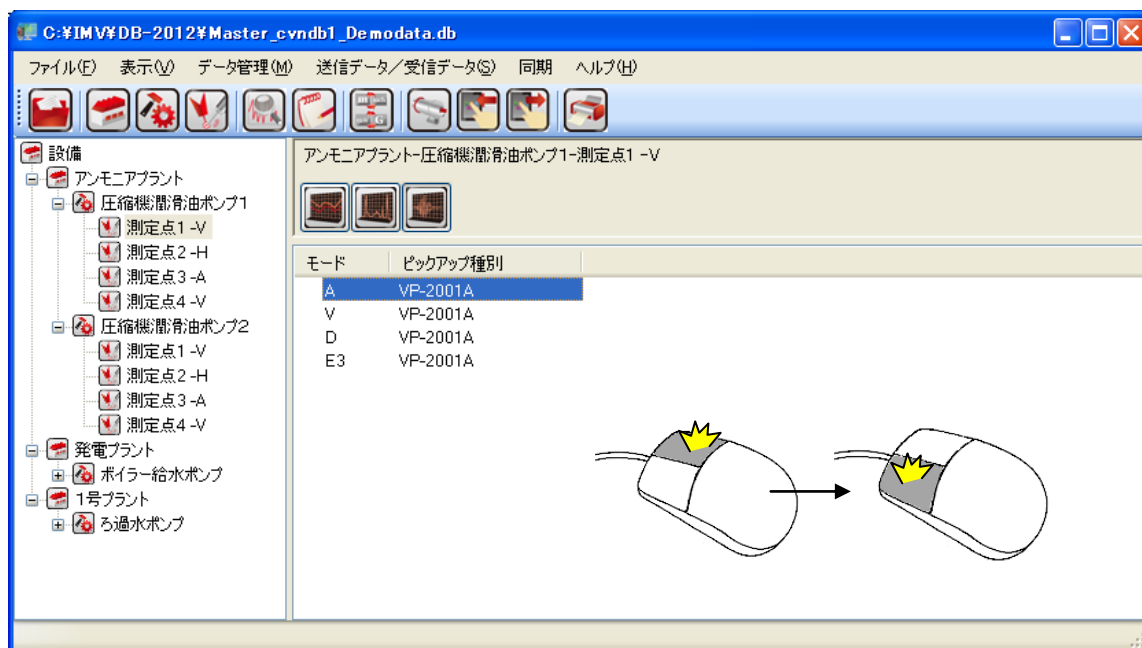 C:¥IMV¥DB-2012¥Master_cvndb1_Demodata.db
ファイル(F) 表示(V) データ管理(M) 送信データ/受信データ(S) 同期 ヘルプ(H)
設備
アンモニアプラント
圧縮機潤滑油ポンプ1
測定点1 -V
測定点2 -H
測定点3 -A
測定点4 -V
圧縮機潤滑油ポンプ2
測定点1 -V
測定点2 -H
測定点3 -A
測定点4 -V
発電プラント
ボイラー給水ポンプ
1号プラント
ろ過水ポンプ
アンモニアプラント-圧縮機潤滑油ポンプ1-測定点1 -V
モード ピックアップ種別
A VP-2001A
V VP-2001A
D VP-2001A
E3 VP-2001A